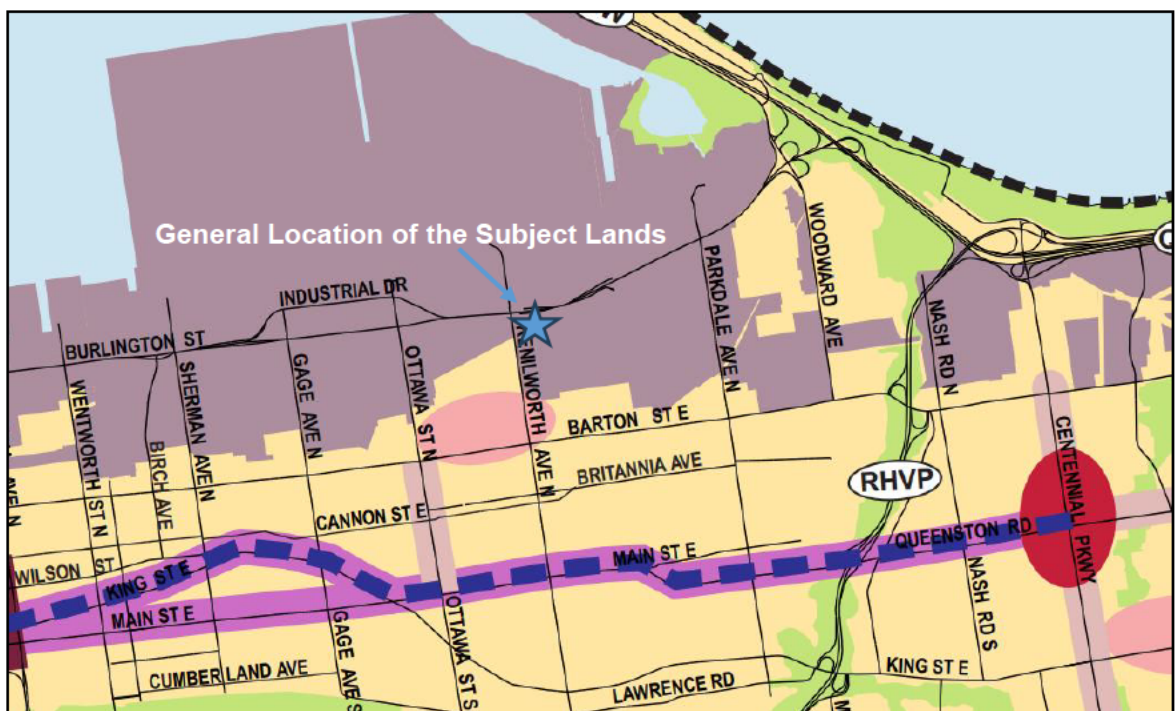 N
General Location of the Subject Lands
WOODWARD AVE
PARKDALE AVE N
INDUSTRIAL DR
BURLINGTON ST
NASH RD N
WENTWORTH ST N
SHERMAN AVE N
GAGE AVE N
OTTAWA ST N
KENILWORTH AVE N
BARTON ST E
BIRCH AVE
BRITANNIA AVE
CENTENNIAL PKWY
RHVP
AVE N
CANNON ST E
QUEENSTON RD
WILSON ST
KING ST E
MAIN ST E
MAIN ST E
NASH RD S
GAGE AVE S
OTTAWA ST S
CUMBERLAND AVE
LAWRENCE RD
KING ST E